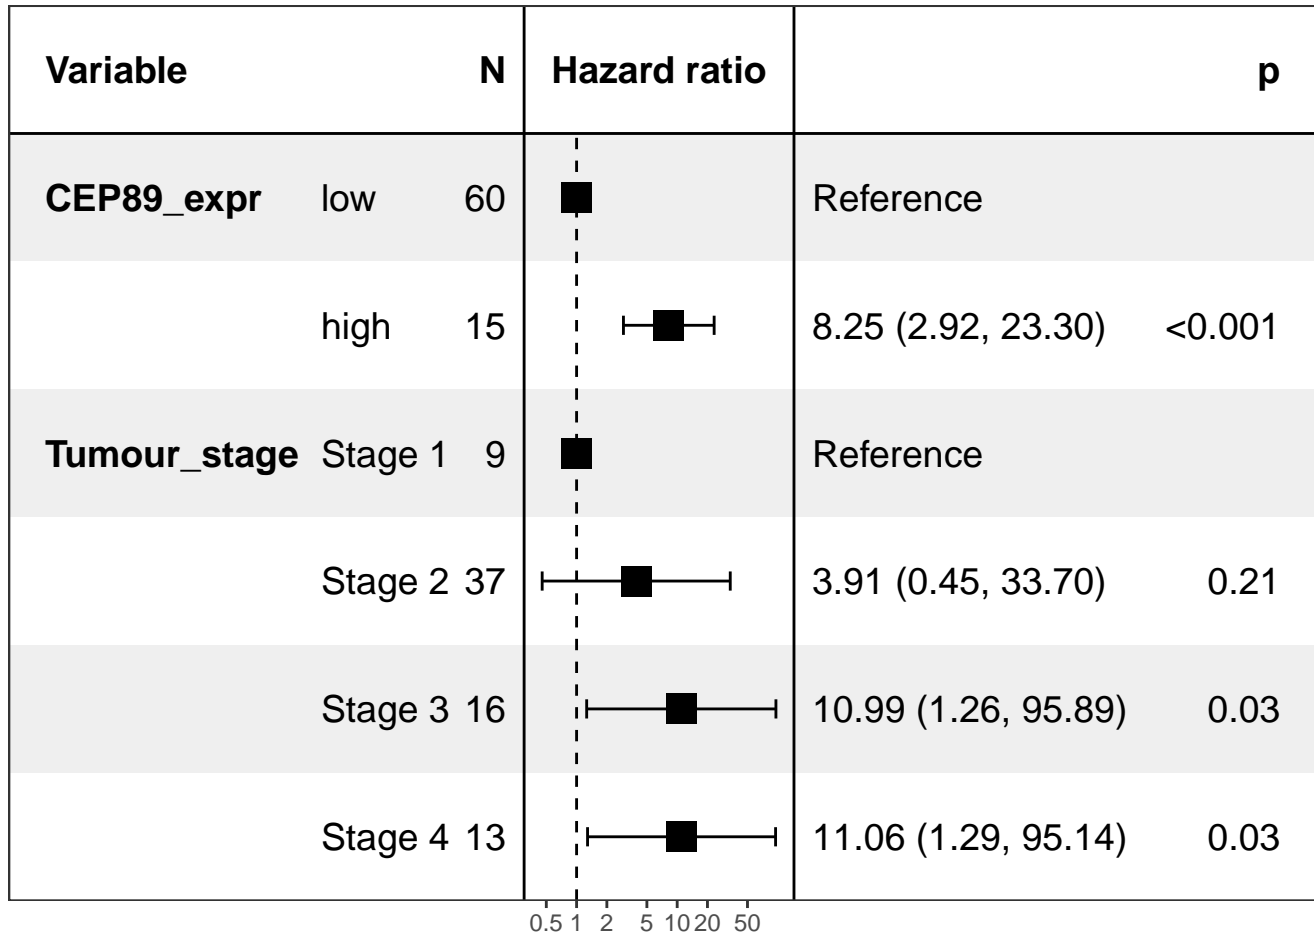 Variable N Hazard ratio p
CEP89_expr low 60 Reference
high 15 8.25 (2.92, 23.30) <0.001
Tumour_stage Stage 1 9 Reference
Stage 2 37 3.91 (0.45, 33.70) 0.21
Stage 3 16 10.99 (1.26, 95.89) 0.03
Stage 4 13 11.06 (1.29, 95.14) 0.03
0.5 1 2 5 10 20 50